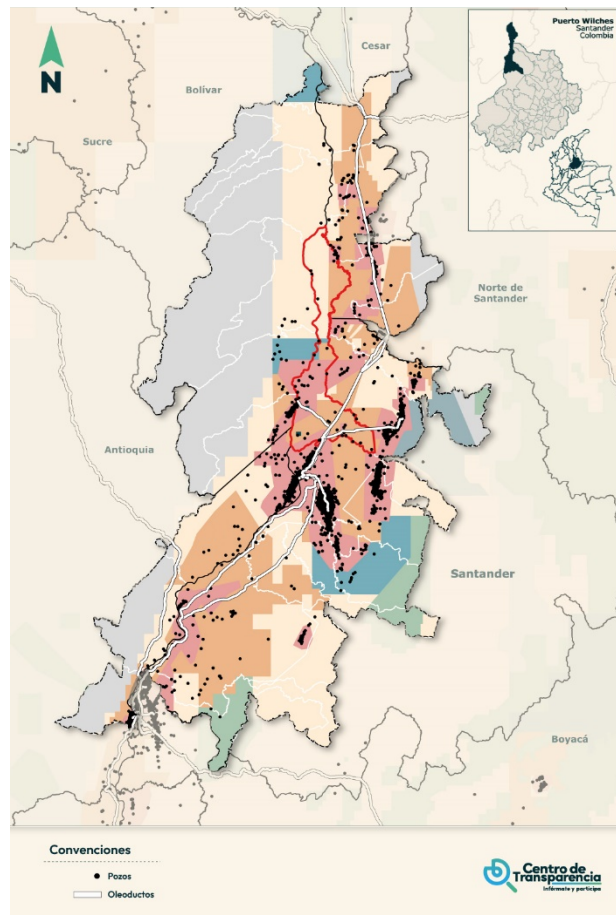 Puerto Wilches
Santander
Colombia
N
Cesar
Bolívar
Sucre
Norte de
Santander
Antioquia
Santander
Boyacá
Convenciones
Pozos
Oleoductos
Centro de
Transparencia
Infórmate y participa